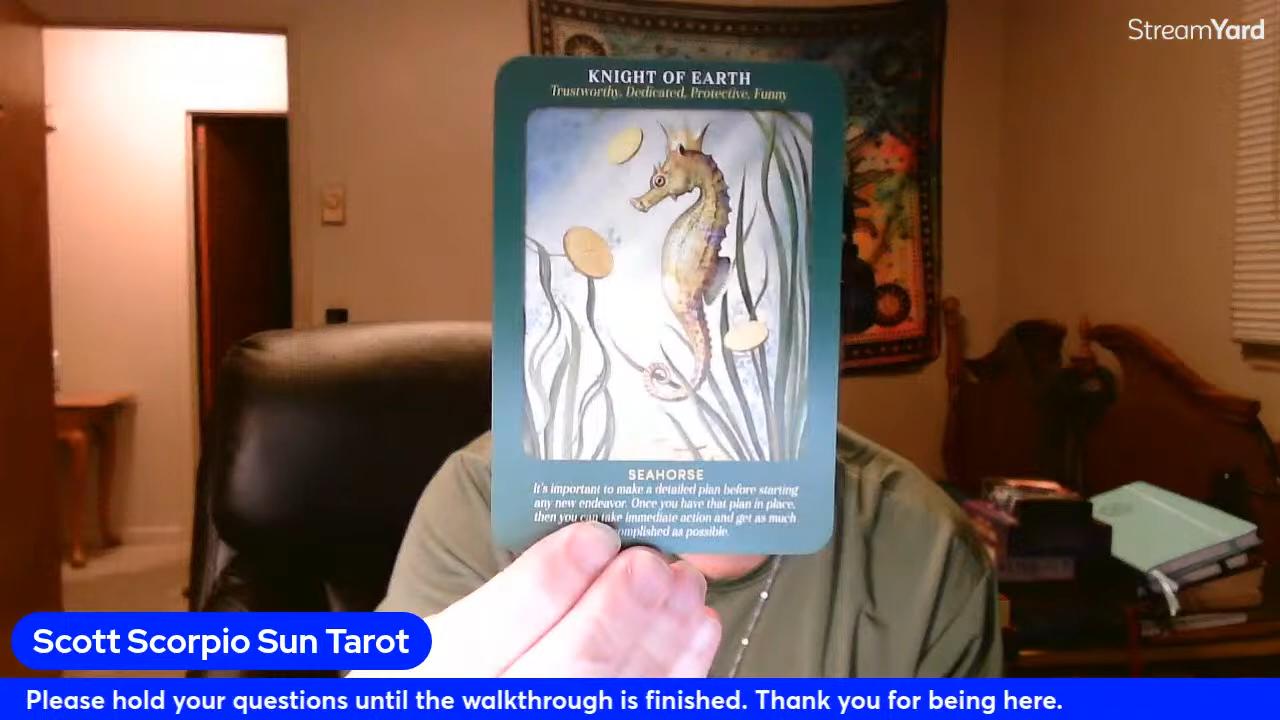 StreamYard
KNIGHT OF EARTH
Trustworthy, Dedicated, Protective, Funny
SEAHORSE
It's important to make a detailed plan before starting
any new endeavor. Once you have that plan in place,
then you can take immediate action and get as much
complished as possible.
Scott Scorpio Sun Tarot
Please hold your questions until the walkthrough is finished. Thank you for being here.